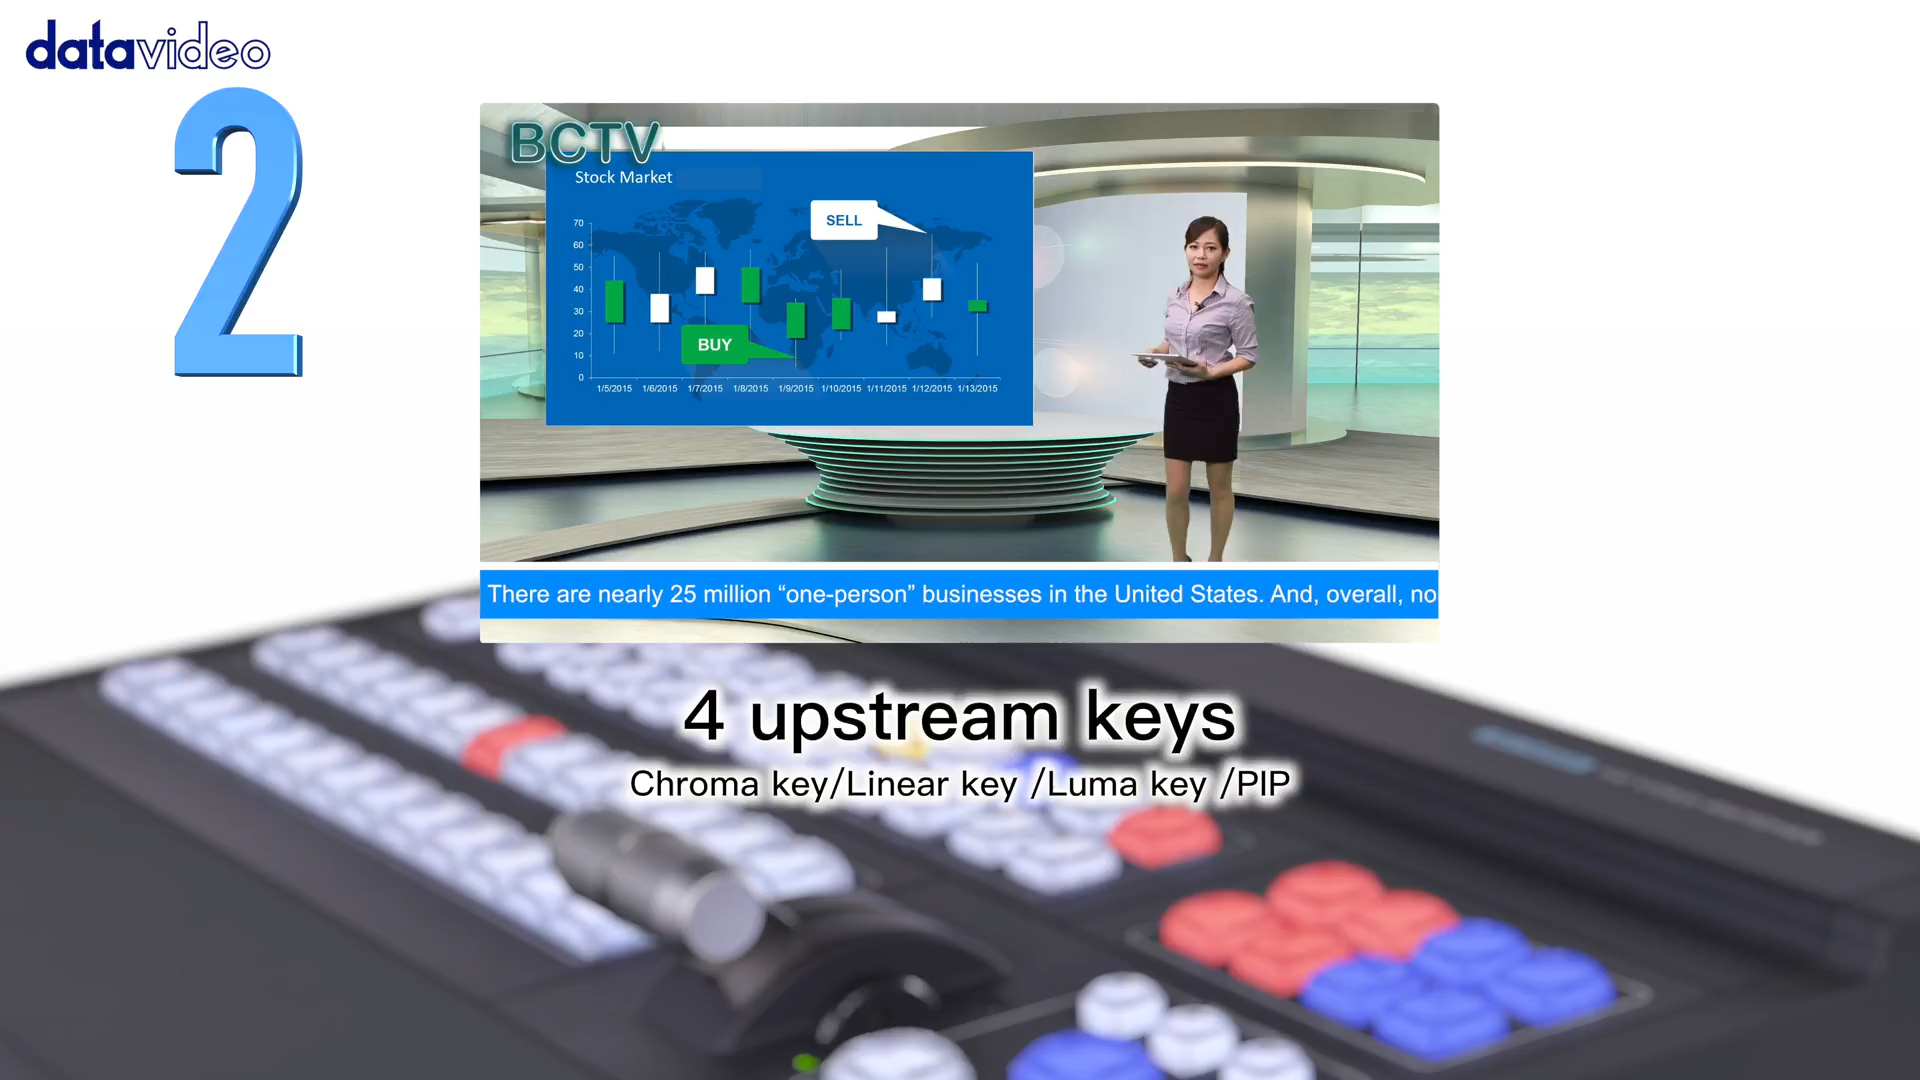 datavideo
2
BCTV
Stock Market
SELL
70
60
50
40
30
20
10
0
BUY
1/5/2015 1/6/2015 1/7/2015 1/8/2015 1/9/2015 1/10/2015 1/11/2015 1/12/2015 1/13/2015
There are nearly 25 million “one-person” businesses in the United States. And, overall, no
4 upstream keys
Chroma key/Linear key /Luma key /PIP